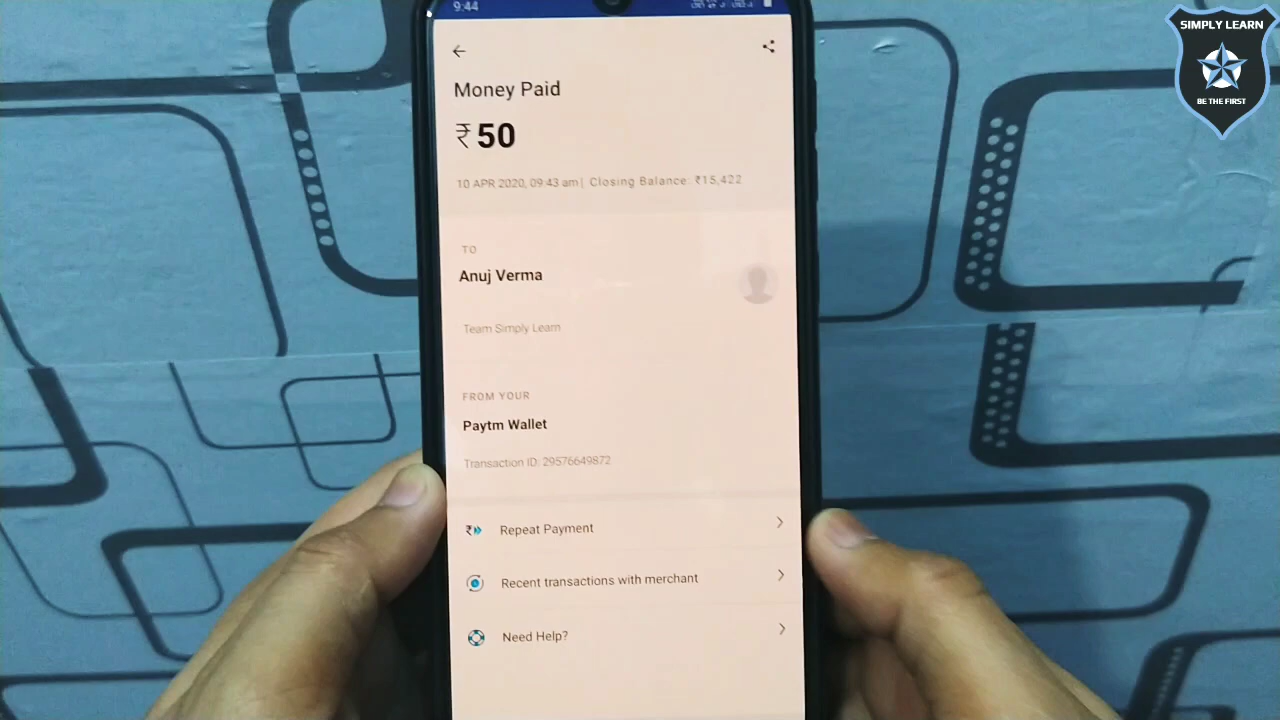 SIMPLY LEARN
BE THE FIRST
9:44
Money Paid
₹50
10 APR 2020, 09:43 am | Closing Balance: ₹15,422
TO
Anuj Verma
Team Simply Learn
FROM YOUR
Paytm Wallet
Transaction ID: 29576649872
Repeat Payment
Recent transactions with merchant
Need Help?